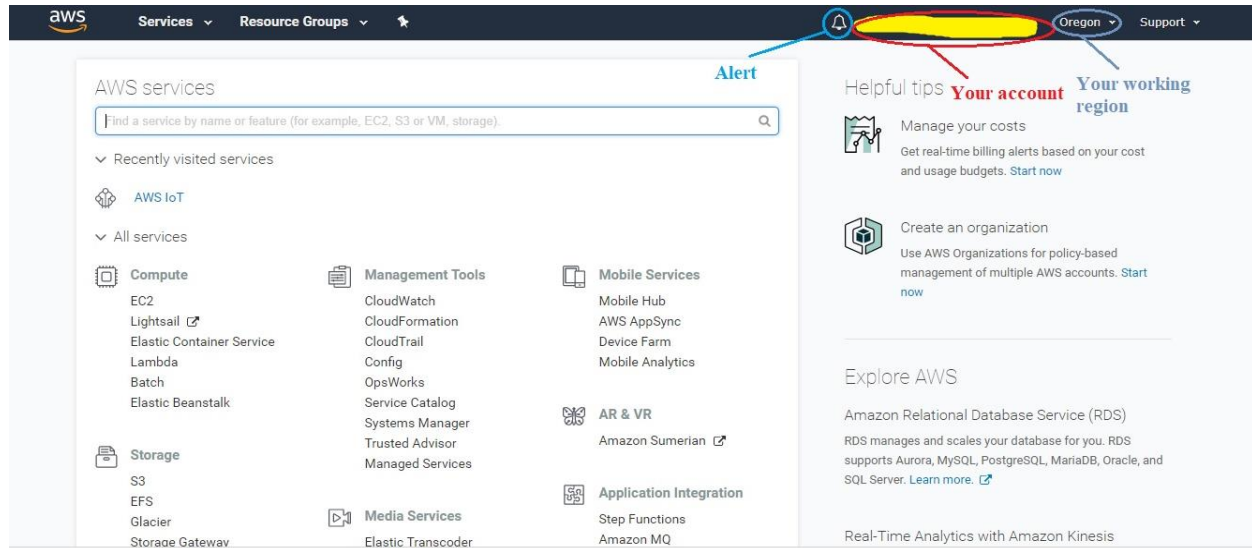 aws Services Resource Groups Oregon Support
Alert
Your account
Your working
region
AWS services
Find a service by name or feature (for example, EC2, S3 or VM, storage).
Recently visited services
AWS IoT
All services
Compute
EC2
Lightsail
Elastic Container Service
Lambda
Batch
Elastic Beanstalk
Storage
S3
EFS
Glacier
Storage Gateway
Management Tools
CloudWatch
CloudFormation
CloudTrail
Config
OpsWorks
Service Catalog
Systems Manager
Trusted Advisor
Managed Services
Media Services
Elastic Transcoder
Mobile Services
Mobile Hub
AWS AppSync
Device Farm
Mobile Analytics
AR & VR
Amazon Sumerian
Application Integration
Step Functions
Amazon MQ
Helpful tips
Manage your costs
Get real-time billing alerts based on your cost
and usage budgets. Start now
Create an organization
Use AWS Organizations for policy-based
management of multiple AWS accounts. Start
now
Explore AWS
Amazon Relational Database Service (RDS)
RDS manages and scales your database for you. RDS
supports Aurora, MySQL, PostgreSQL, MariaDB, Oracle, and
SQL Server. Learn more.
Real-Time Analytics with Amazon Kinesis